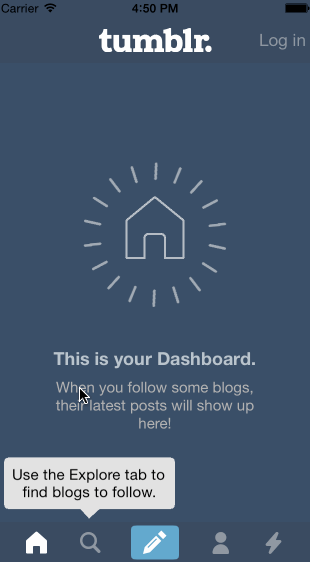 Carrier 4:50 PM
tumblr. Log in
This is your Dashboard.
When you follow some blogs,
their latest posts will show up
here!
Use the Explore tab to
find blogs to follow.